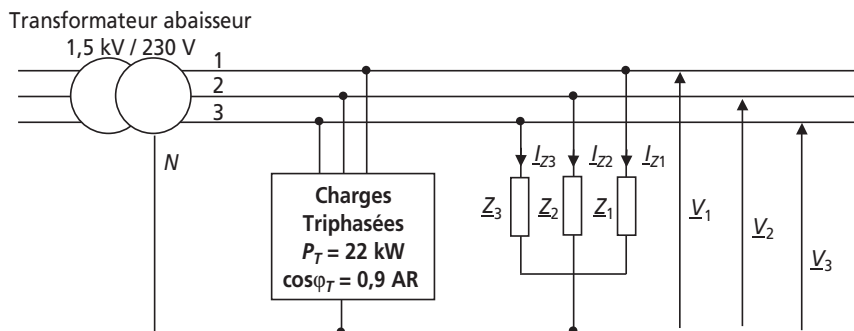 Transformateur abaisseur
1,5 kV / 230 V
1
2
3
N
Charges
Triphasées
P_T = 22 kW
cosφ_T = 0,9 AR
I_Z3
I_Z2
I_Z1
Z_3
Z_2
Z_1
V_1
V_2
V_3